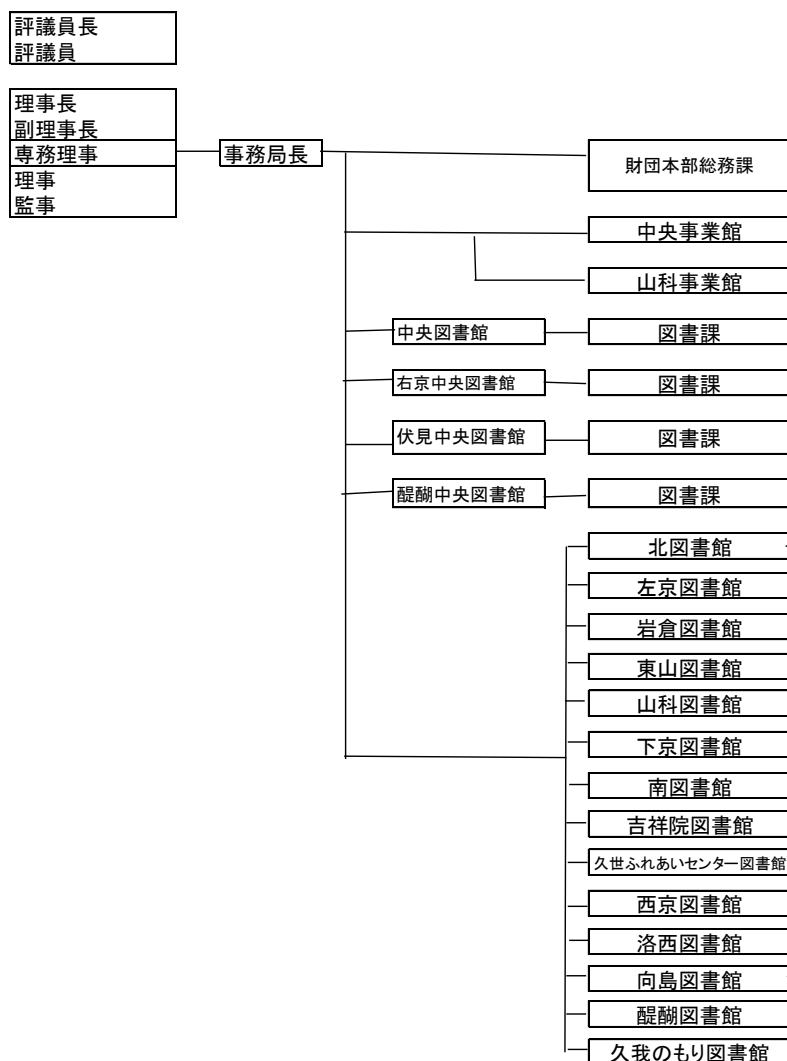 評議員長
評議員
理事長
副理事長
専務理事
理事
監事
事務局長
財団本部総務課
中央事業館
山科事業館
中央図書館
図書課
右京中央図書館
図書課
伏見中央図書館
図書課
醍醐中央図書館
図書課
北図書館
左京図書館
岩倉図書館
東山図書館
山科図書館
下京図書館
南図書館
吉祥院図書館
久世ふれあいセンター図書館
西京図書館
洛西図書館
向島図書館
醍醐図書館
久我のもり図書館